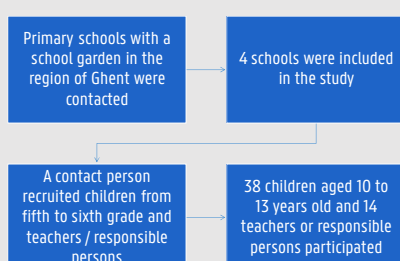 Primary schools with a
school garden in the
region of Ghent were
contacted
4 schools were included
in the study
A contact person
recruited children from
fifth to sixth grade and
teachers / responsible
persons
38 children aged 10 to
13 years old and 14
teachers or responsible
persons participated